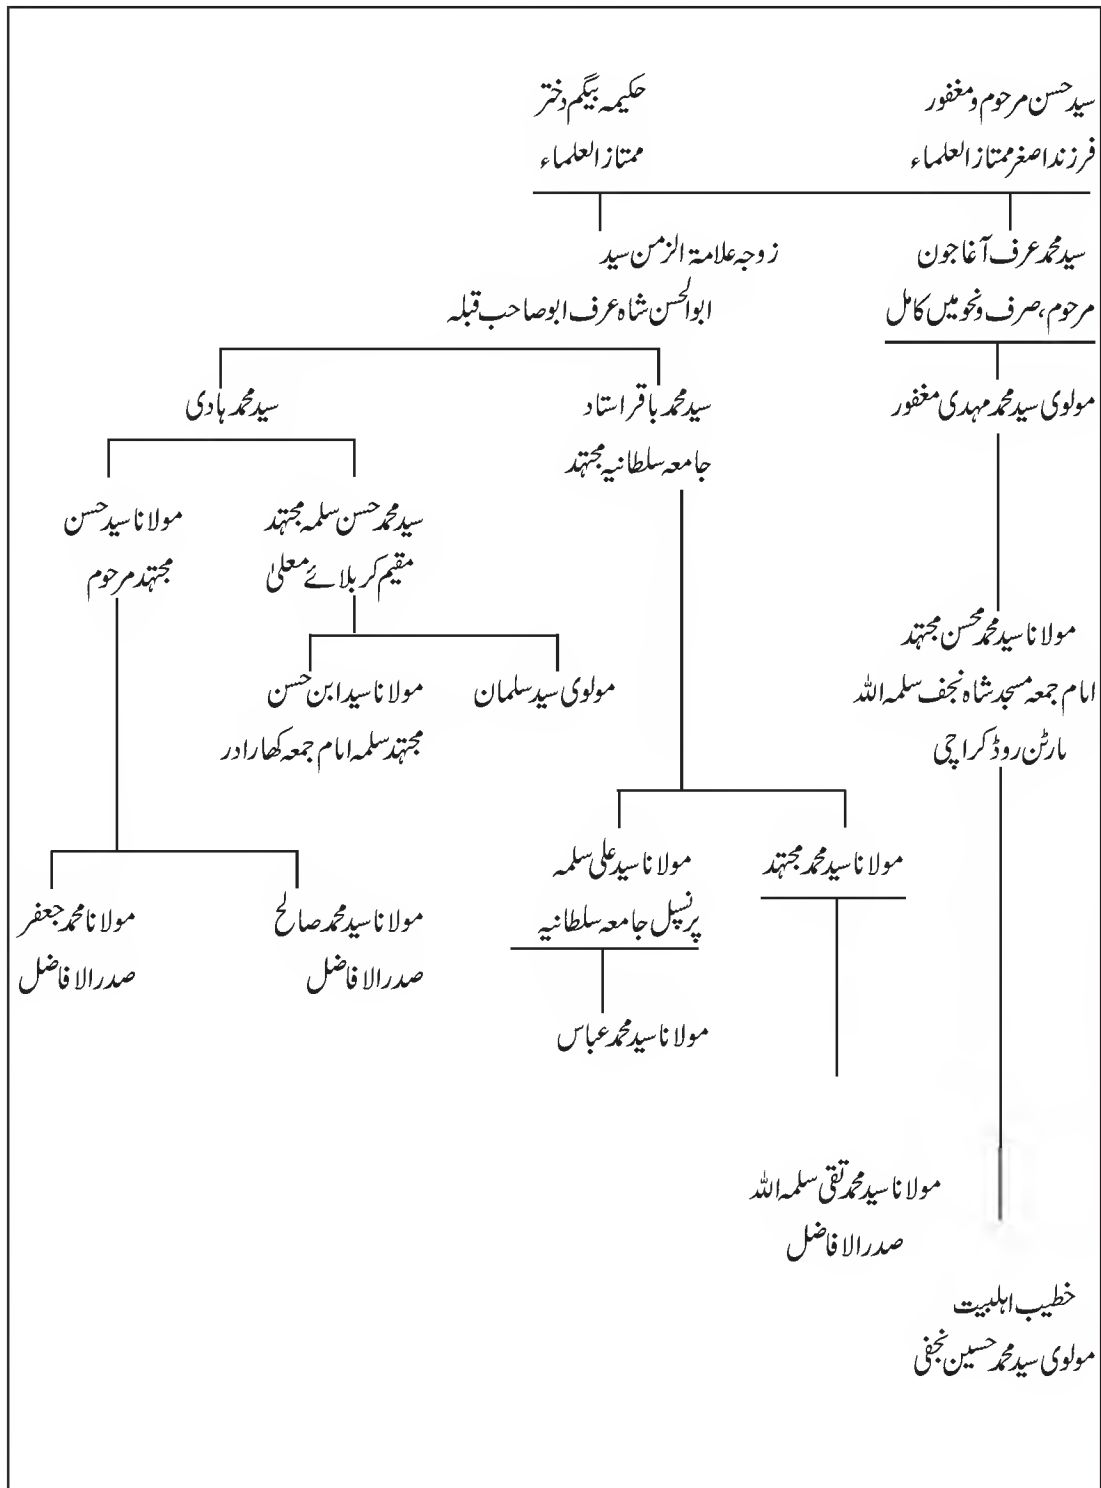 سید حسن مرحوم و مغفور
فرزند اصغر ممتاز العلماء
حکیمہ بیگم دختر
ممتاز العلماء
سید محمد عرف آغا جون
مرحوم، صرف و نحو میں کامل
زوجہ علامۃ الزمن سید
ابوالحسن شاہ عرف ابو صاحب قبلہ
مولوی سید محمد مہدی مغفور
سید محمد باقر استاد
جامعہ سلطانیہ مجتہد
سید محمد ہادی
سید محمد حسن سلمہ مجتہد
مقیم کربلائے معلیٰ
مولانا سید حسن
مجتہد مرحوم
مولانا سید محمد محسن مجتہد
امام جمعہ مسجد شاہ نجف سلمہ اللہ
مارٹن روڈ کراچی
مولوی سید سلمان
مولانا سید ابن حسن
مجتہد سلمہ امام جمعہ کھارادر
مولانا سید محمد مجتہد
مولانا سید علی سلمہ
پرنسپل جامعہ سلطانیہ
مولانا سید محمد صالح
صدر الافاضل
مولانا محمد جعفر
صدر الافاضل
مولانا سید محمد عباس
مولانا سید محمد تقی سلمہ اللہ
صدر الافاضل
خطیب اہلبیت
مولوی سید محمد حسین نجفی